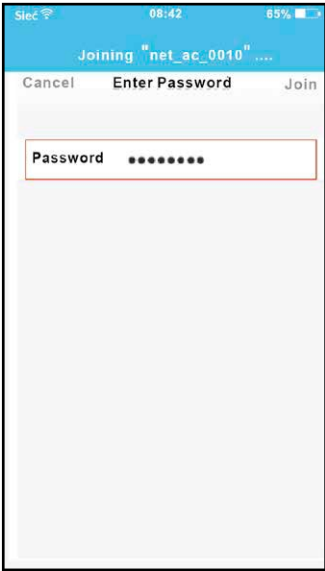 Sieć 08:42 65%
Joining "net_ac_0010" ....
Cancel Enter Password Join
Password ●●●●●●●●